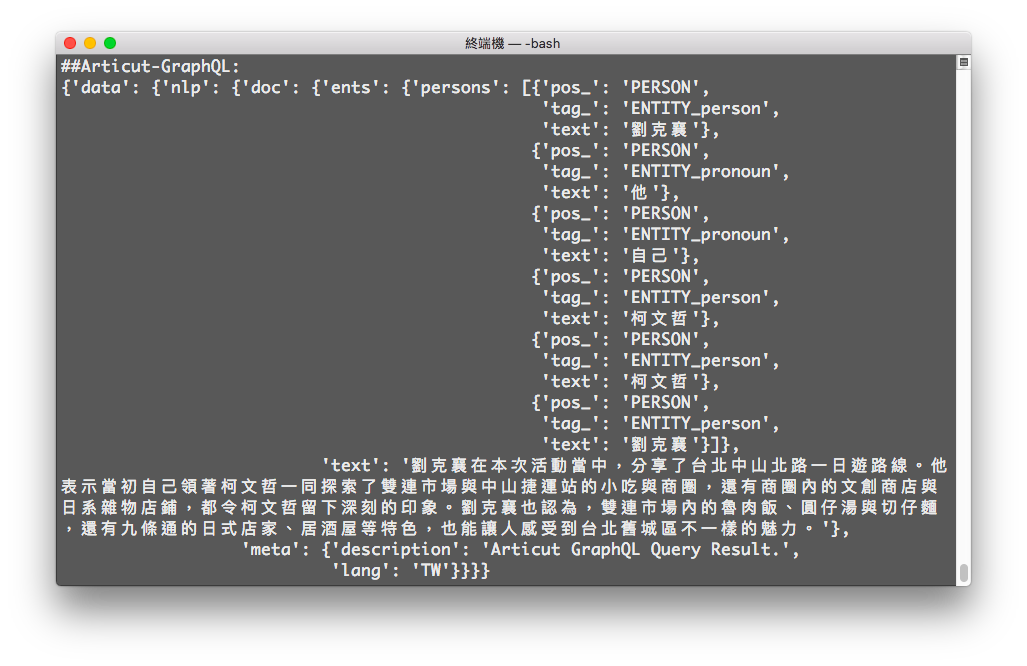 終端機 — -bash
##Articut-GraphQL:
{'data': {'nlp': {'doc': {'ents': {'persons': [{'pos_': 'PERSON',
'tag_': 'ENTITY_person',
'text': '劉克襄'},
{'pos_': 'PERSON',
'tag_': 'ENTITY_pronoun',
'text': '他'},
{'pos_': 'PERSON',
'tag_': 'ENTITY_pronoun',
'text': '自己'},
{'pos_': 'PERSON',
'tag_': 'ENTITY_person',
'text': '柯文哲'},
{'pos_': 'PERSON',
'tag_': 'ENTITY_person',
'text': '柯文哲'},
{'pos_': 'PERSON',
'tag_': 'ENTITY_person',
'text': '劉克襄'}]},
'text': '劉克襄在本次活動當中，分享了台北中山北路一日遊路線。他
表示當初自己領著柯文哲一同探索了雙連市場與中山捷運站的小吃與商圈，還有商圈內的文創商店與
日系雜物店鋪，都令柯文哲留下深刻的印象。劉克襄也認為，雙連市場內的魯肉飯、圓仔湯與切仔麵
，還有九條通的日式店家、居酒屋等特色，也能讓人感受到台北舊城區不一樣的魅力。'},
'meta': {'description': 'Articut GraphQL Query Result.',
'lang': 'TW'}}}}